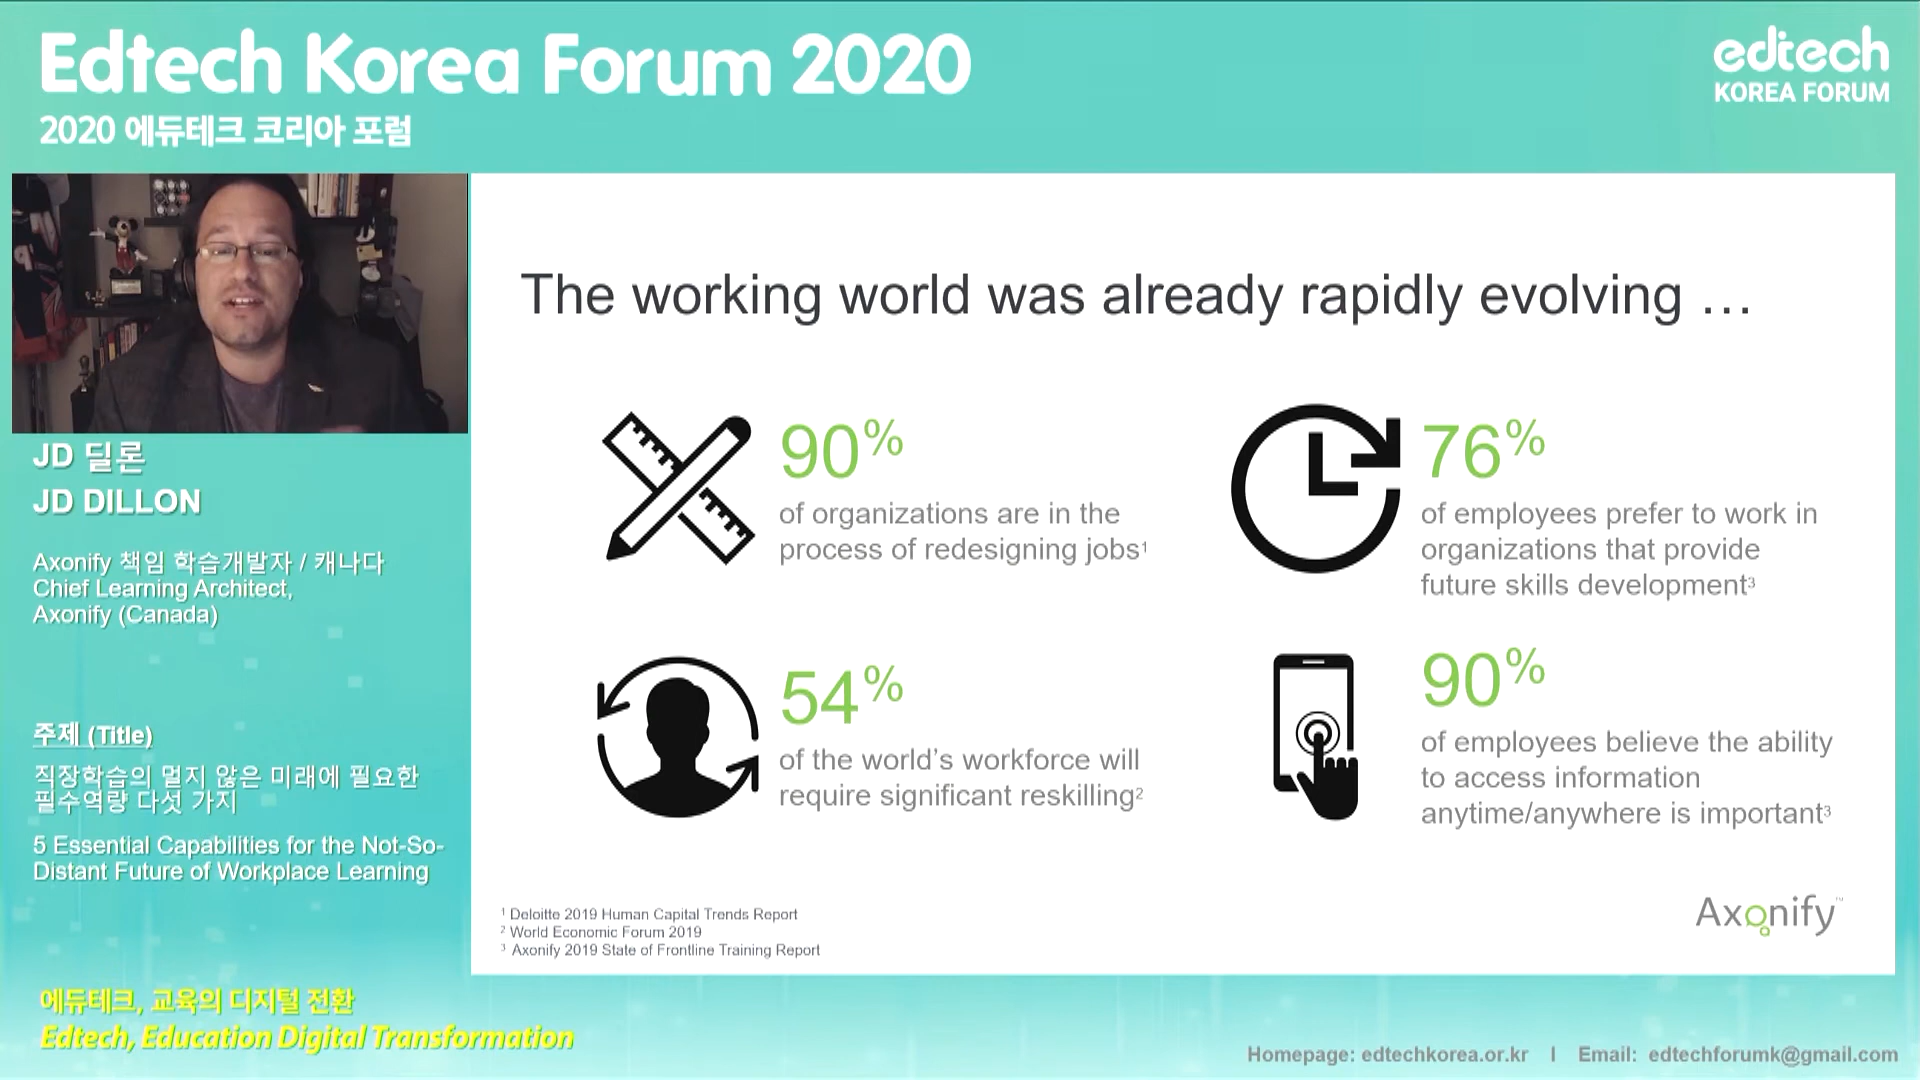 Edtech Korea Forum 2020
2020 에듀테크 코리아 포럼
edtech
KOREA FORUM
JD 딜론
JD DILLON
Axonify 책임 학습개발자 / 캐나다
Chief Learning Architect,
Axonify (Canada)
주제 (Title)
직장학습의 멀지 않은 미래에 필요한
필수역량 다섯 가지
5 Essential Capabilities for the Not-So-
Distant Future of Workplace Learning
The working world was already rapidly evolving …
90%
of organizations are in the
process of redesigning jobs¹
76%
of employees prefer to work in
organizations that provide
future skills development³
54%
of the world’s workforce will
require significant reskilling²
90%
of employees believe the ability
to access information
anytime/anywhere is important³
¹ Deloitte 2019 Human Capital Trends Report
² World Economic Forum 2019
³ Axonify 2019 State of Frontline Training Report
Axonify™
에듀테크, 교육의 디지털 전환
Edtech, Education Digital Transformation
Homepage: edtechkorea.or.kr I Email: edtechforumk@gmail.com